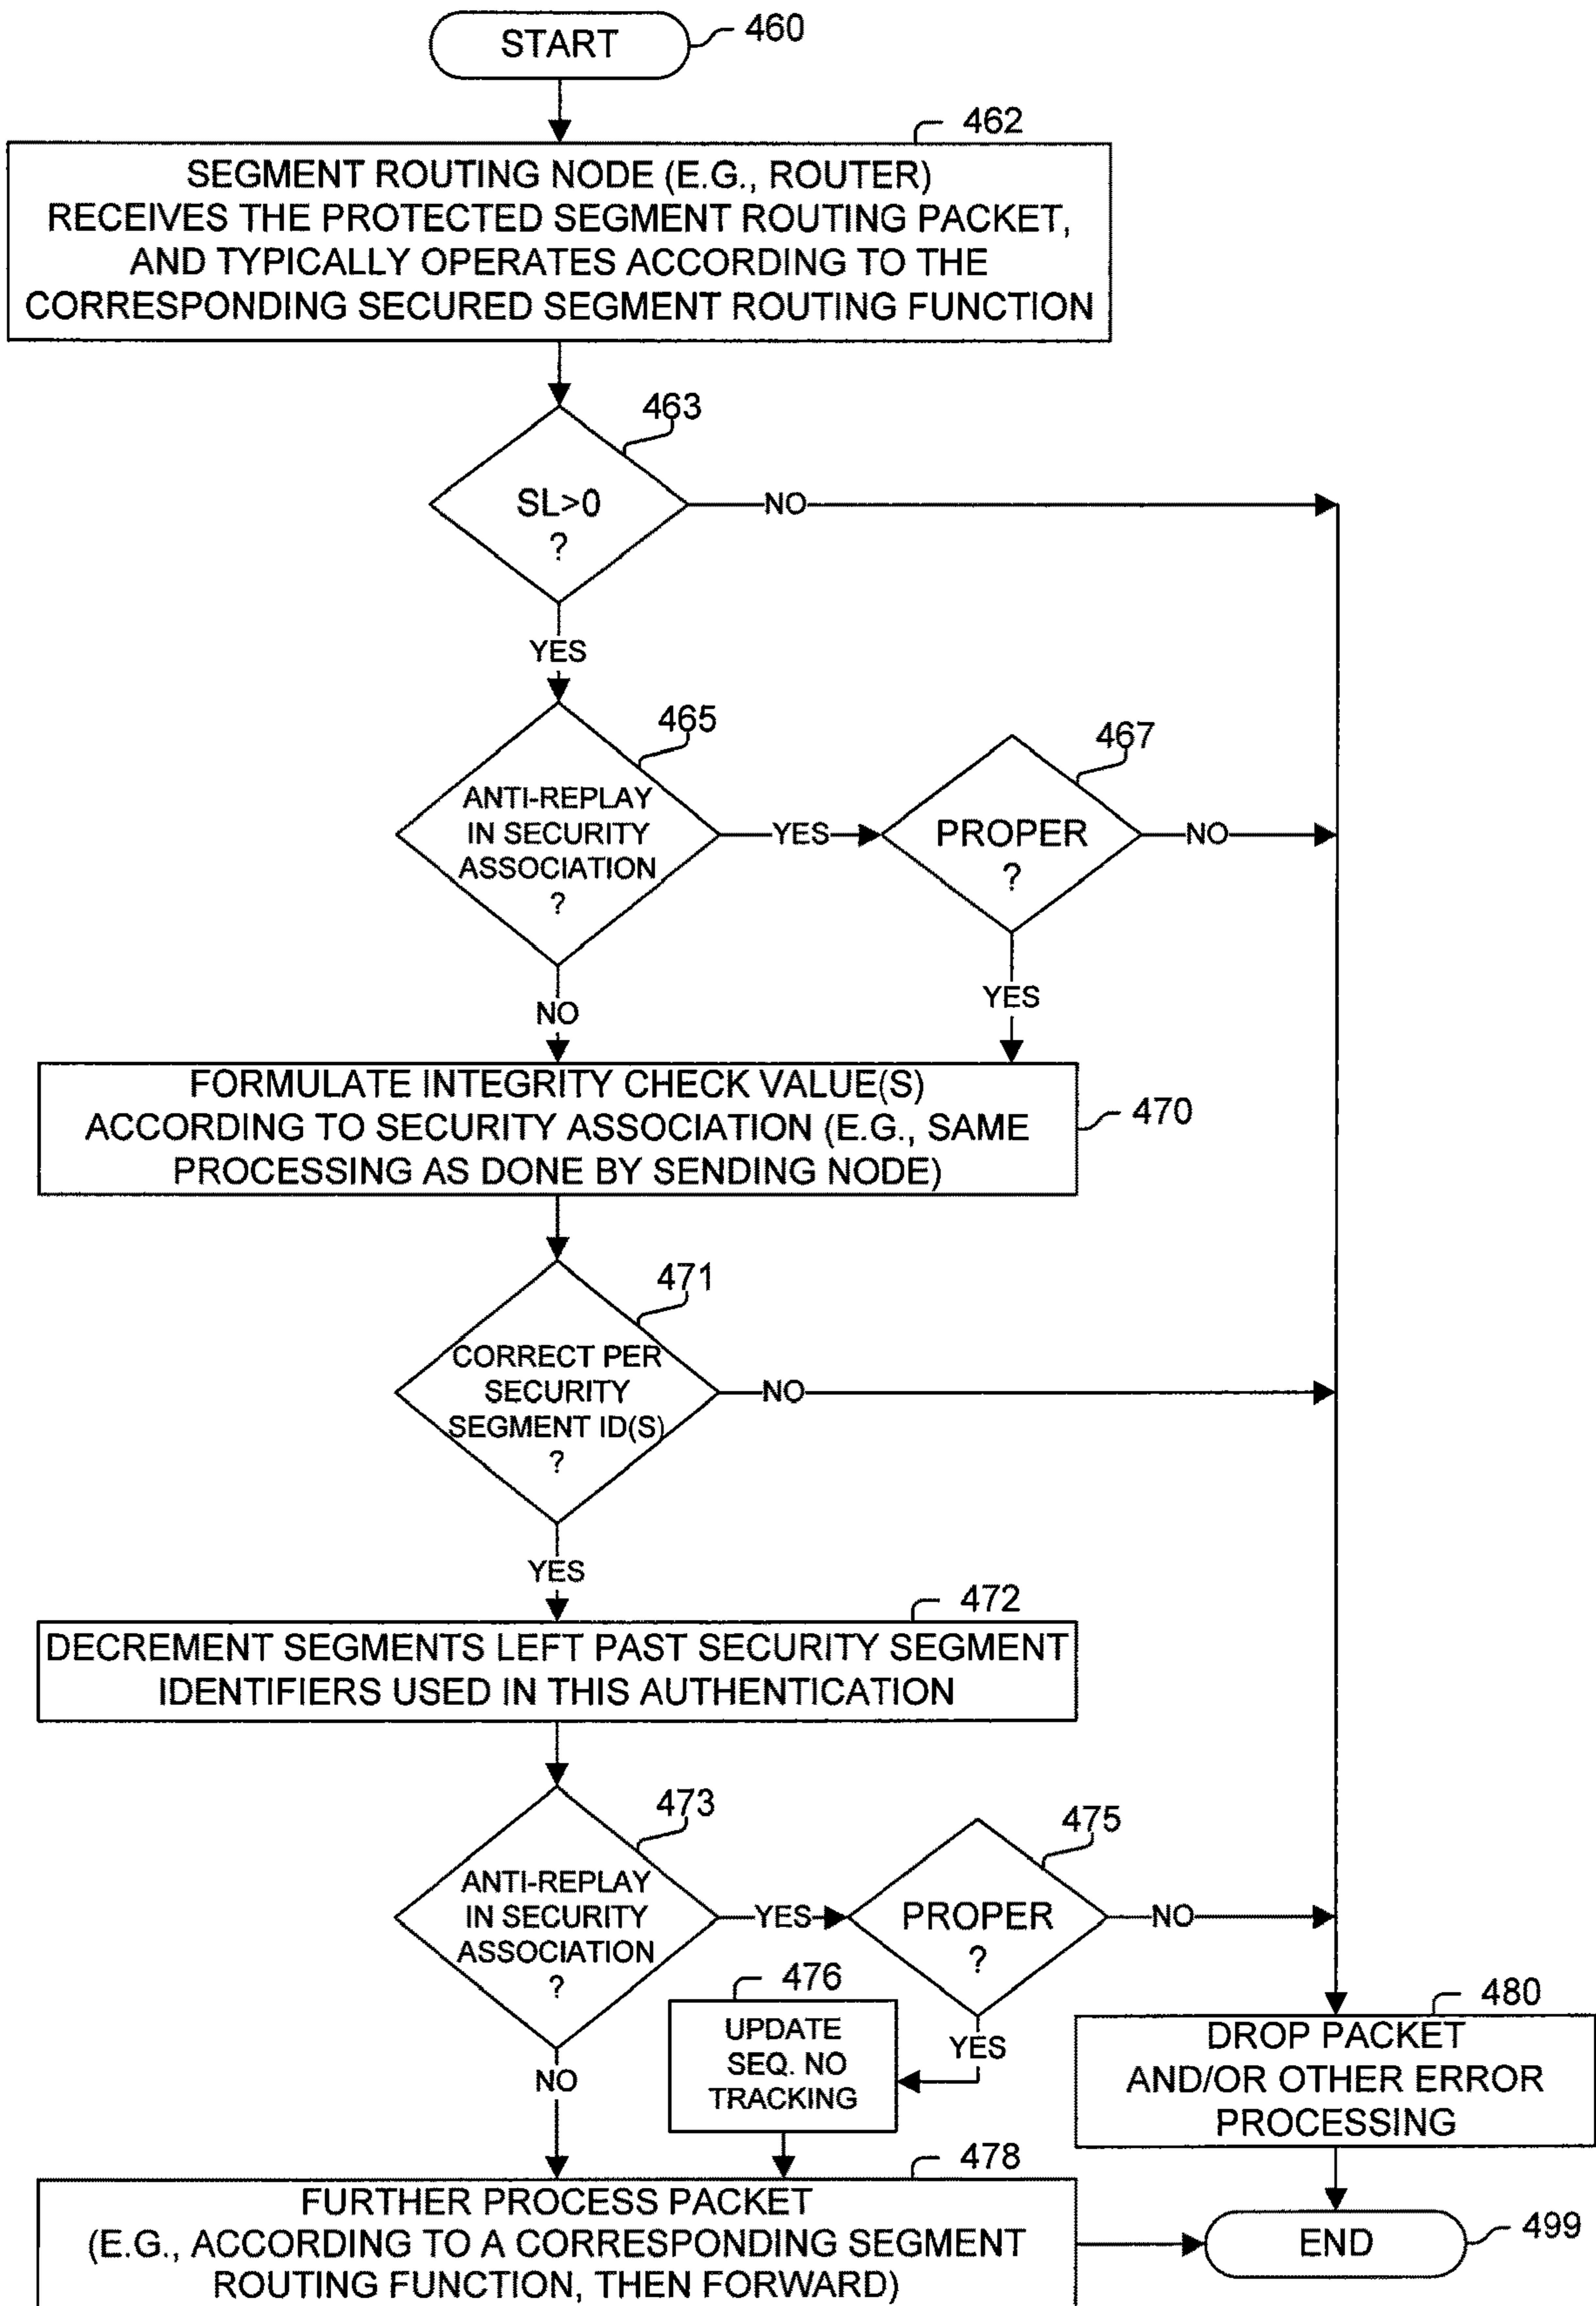 START
460
462
SEGMENT ROUTING NODE (E.G., ROUTER)
RECEIVES THE PROTECTED SEGMENT ROUTING PACKET,
AND TYPICALLY OPERATES ACCORDING TO THE
CORRESPONDING SECURED SEGMENT ROUTING FUNCTION
463
SL>0
?
NO
YES
465
ANTI-REPLAY
IN SECURITY
ASSOCIATION
?
YES
467
PROPER
?
NO
YES
NO
FORMULATE INTEGRITY CHECK VALUE(S)
ACCORDING TO SECURITY ASSOCIATION (E.G., SAME
PROCESSING AS DONE BY SENDING NODE)
470
471
CORRECT PER
SECURITY
SEGMENT ID(S)
?
NO
YES
472
DECREMENT SEGMENTS LEFT PAST SECURITY SEGMENT
IDENTIFIERS USED IN THIS AUTHENTICATION
473
ANTI-REPLAY
IN SECURITY
ASSOCIATION
?
YES
475
PROPER
?
NO
YES
476
UPDATE
SEQ. NO
TRACKING
NO
480
DROP PACKET
AND/OR OTHER ERROR
PROCESSING
478
FURTHER PROCESS PACKET
(E.G., ACCORDING TO A CORRESPONDING SEGMENT
ROUTING FUNCTION, THEN FORWARD)
END
499